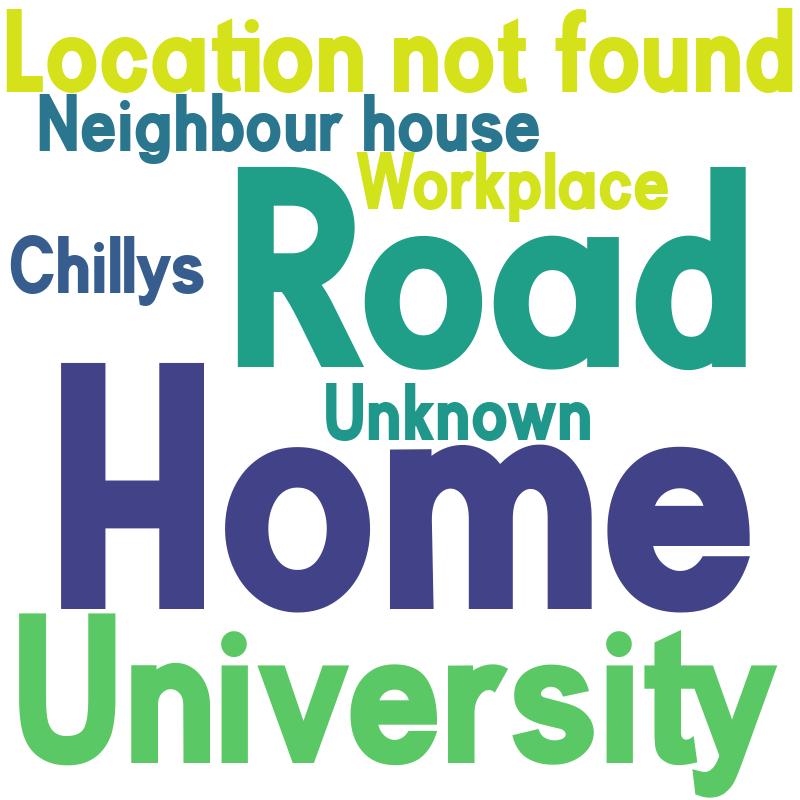 Location not found
Neighbour house
Workplace
Road
Chillys
Unknown
Home
University